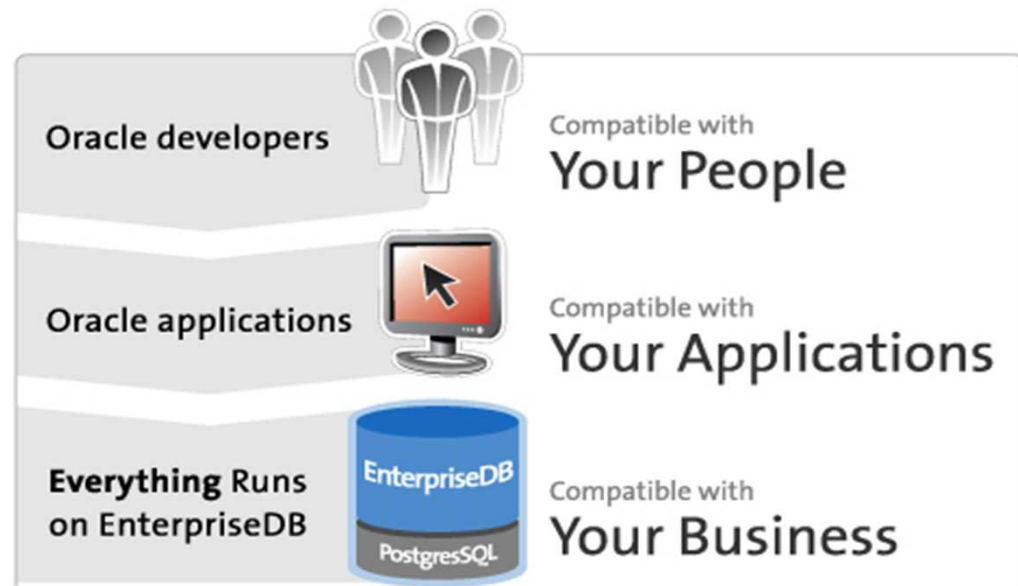 Oracle developers
Compatible with
Your People
Oracle applications
Compatible with
Your Applications
Everything Runs
on EnterpriseDB
EnterpriseDB
PostgresSQL
Compatible with
Your Business